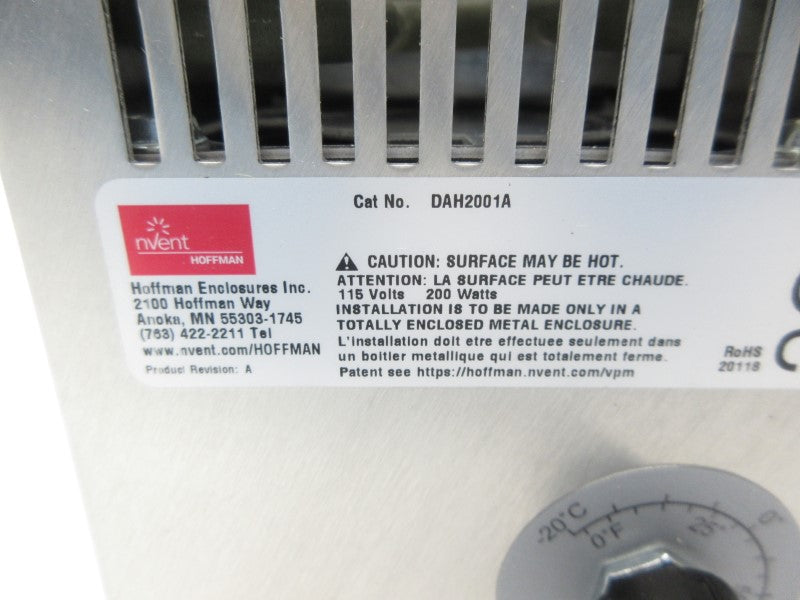 Cat No. DAH2001A
nVent
HOFFMAN
Hoffman Enclosures Inc.
2100 Hoffman Way
Anoka, MN 55303-1745
(763) 422-2211 Tel
www.nvent.com/HOFFMAN
Product Revision: A
CAUTION: SURFACE MAY BE HOT.
ATTENTION: LA SURFACE PEUT ETRE CHAUDE.
115 Volts 200 Watts
INSTALLATION IS TO BE MADE ONLY IN A
TOTALLY ENCLOSED METAL ENCLOSURE.
L'installation doit etre effectuee seulement dans
un boitier metallique qui est totalement ferme.
Patent see https://hoffman.nvent.com/vpm
RoHS
20118
-20°C
0°F